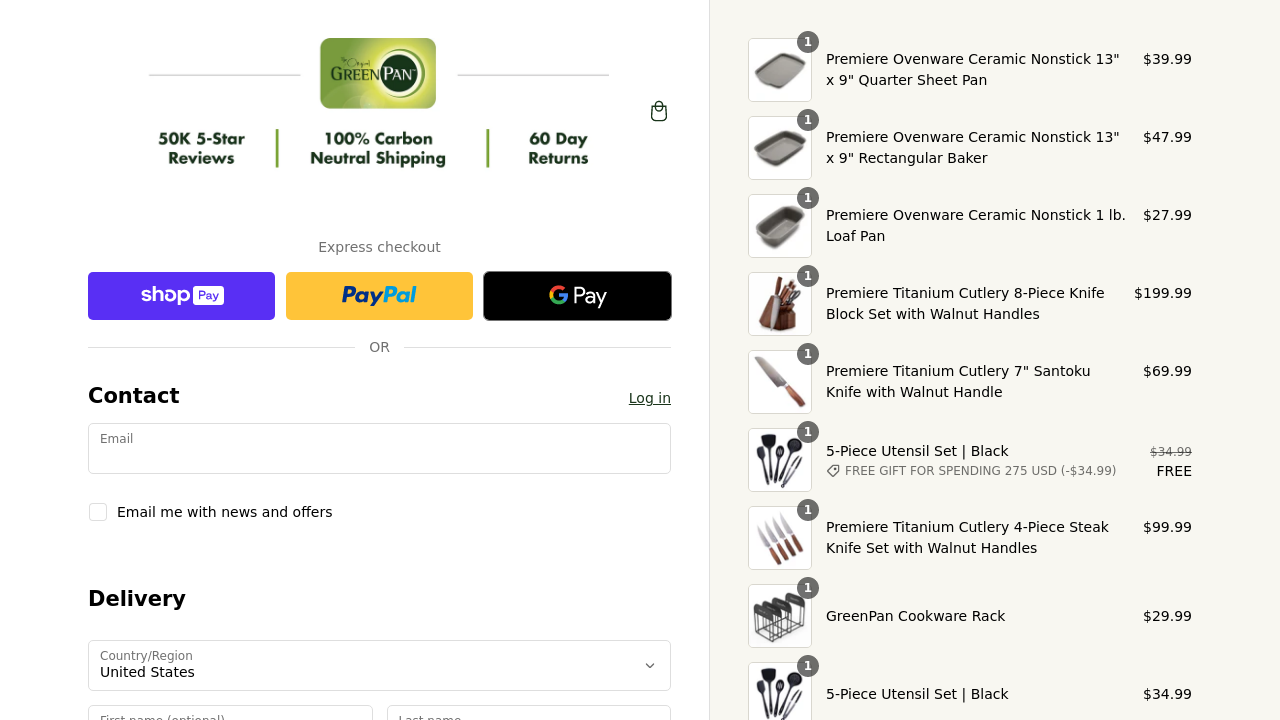 The Original
GREENPAN™
50K 5-Star
Reviews
100% Carbon
Neutral Shipping
60 Day
Returns
Express checkout
shop Pay
PayPal
G Pay
OR
Contact
Log in
Email
Email me with news and offers
Delivery
Country/Region
United States
First name (optional)
Last name
1
Premiere Ovenware Ceramic Nonstick 13"
x 9" Quarter Sheet Pan
$39.99
1
Premiere Ovenware Ceramic Nonstick 13"
x 9" Rectangular Baker
$47.99
1
Premiere Ovenware Ceramic Nonstick 1 lb.
Loaf Pan
$27.99
1
Premiere Titanium Cutlery 8-Piece Knife
Block Set with Walnut Handles
$199.99
1
Premiere Titanium Cutlery 7" Santoku
Knife with Walnut Handle
$69.99
1
5-Piece Utensil Set | Black
FREE GIFT FOR SPENDING 275 USD (-$34.99)
$34.99
FREE
1
Premiere Titanium Cutlery 4-Piece Steak
Knife Set with Walnut Handles
$99.99
1
GreenPan Cookware Rack
$29.99
1
5-Piece Utensil Set | Black
$34.99